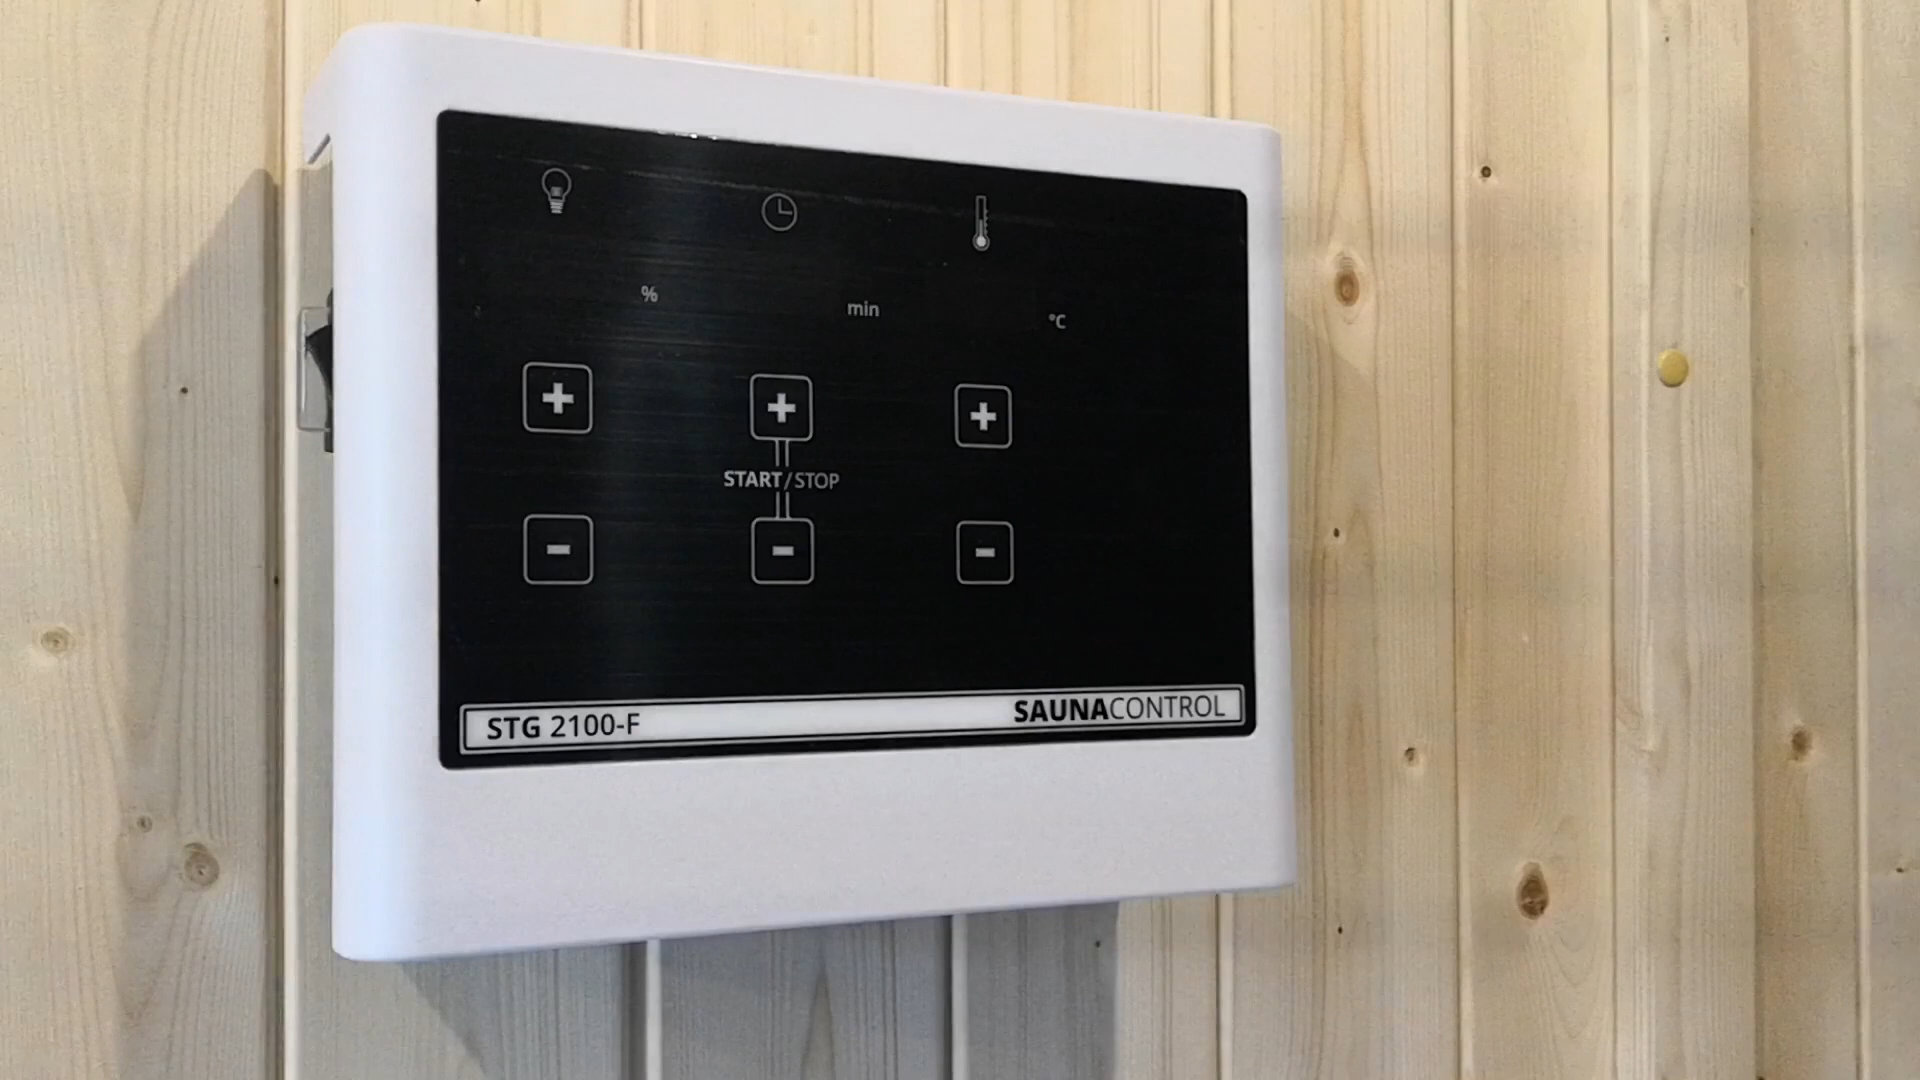 %
min
°C
+ + +
START/STOP
- - -
STG 2100-F
SAUNACONTROL